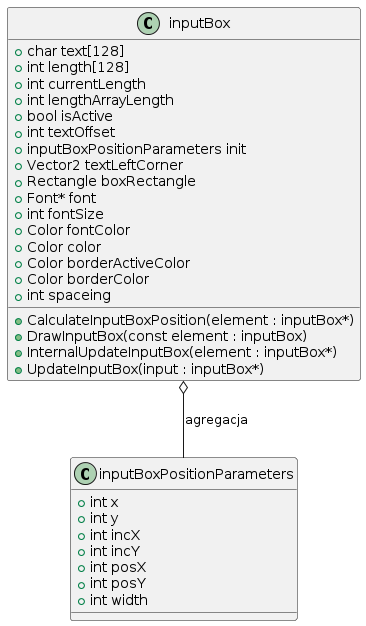 C inputBox
char text[128]
int length[128]
int currentLength
int lengthArrayLength
bool isActive
int textOffset
inputBoxPositionParameters init
Vector2 textLeftCorner
Rectangle boxRectangle
Font* font
int fontSize
Color fontColor
Color color
Color borderActiveColor
Color borderColor
int spaceing
CalculateInputBoxPosition(element : inputBox*)
DrawInputBox(const element : inputBox)
InternalUpdateInputBox(element : inputBox*)
UpdateInputBox(input : inputBox*)
agregacja
C inputBoxPositionParameters
int x
int y
int incX
int incY
int posX
int posY
int width